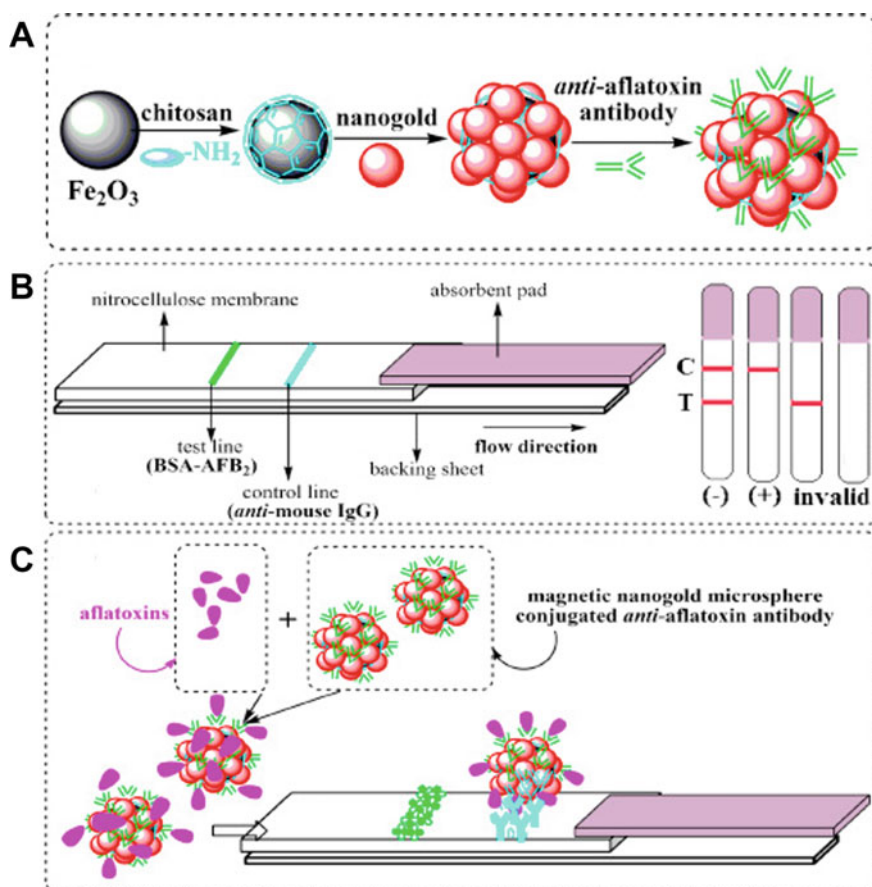 A
chitosan
-NH₂
Fe₂O₃
nanogold
anti-aflatoxin
antibody
B
nitrocellulose membrane
absorbent pad
test line
(BSA-AFB₂)
control line
(anti-mouse IgG)
backing sheet
flow direction
C
T
(-) (+) invalid
C
aflatoxins
+
magnetic nanogold microsphere
conjugated anti-aflatoxin antibody